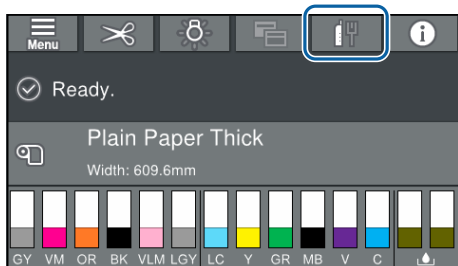 Menu
Ready.
Plain Paper Thick
Width: 609.6mm
GY VM OR BK VLM LGY LC Y GR MB V C